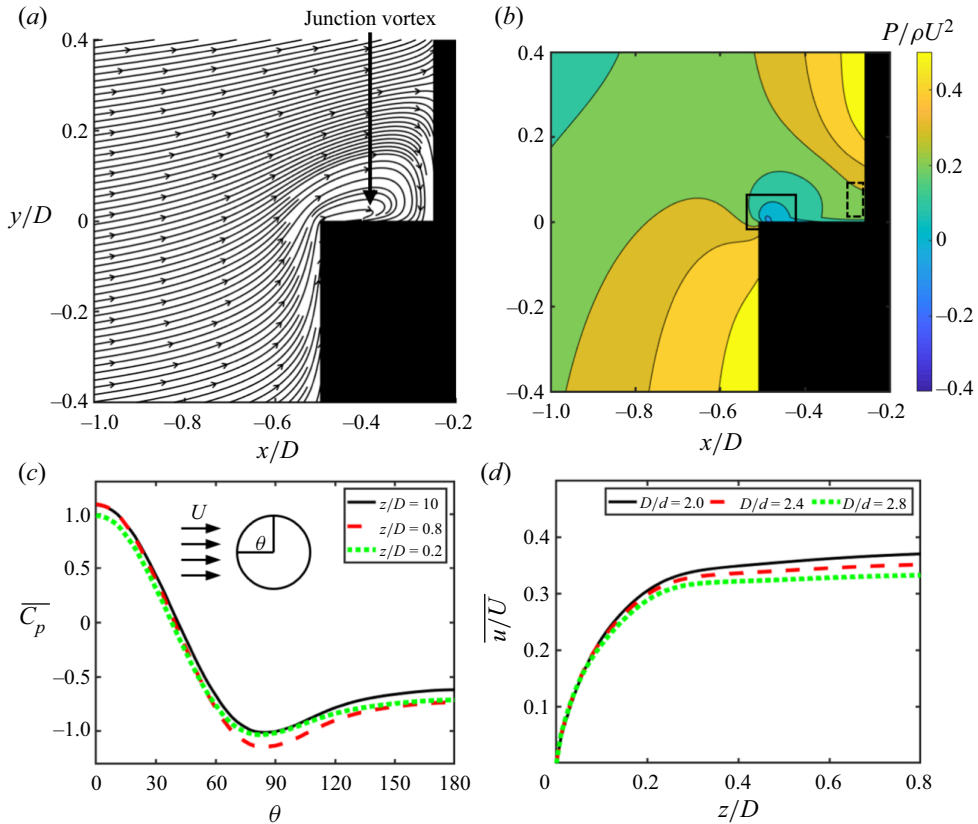 (a)
Junction vortex
0.4
0.2
y/D
0
0.2
–0.4
–1.0
–0.8
–0.6
–0.4
–0.2
x/D
(b)
P/ρU²
0.4
0.2
0
0.2
–0.4
–1.0
–0.8
–0.6
–0.4
–0.2
x/D
0.4
0.2
0
–0.2
–0.4
(c)
1.0
0.5
0
–0.5
–1.0
C̅p̅
U
θ
z/D = 10
z/D = 0.8
z/D = 0.2
0
30
60
90
120
150
180
θ
(d)
D/d = 2.0
D/d = 2.4
D/d = 2.8
0.4
0.3
0.2
0.1
u̅/̅U̅
0
0.2
0.4
0.6
0.8
z/D